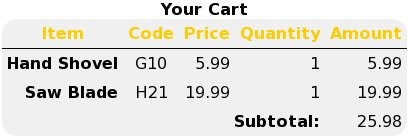 Your Cart
Item Code Price Quantity Amount
Hand Shovel G10 5.99 1 5.99
Saw Blade H21 19.99 1 19.99
Subtotal: 25.98